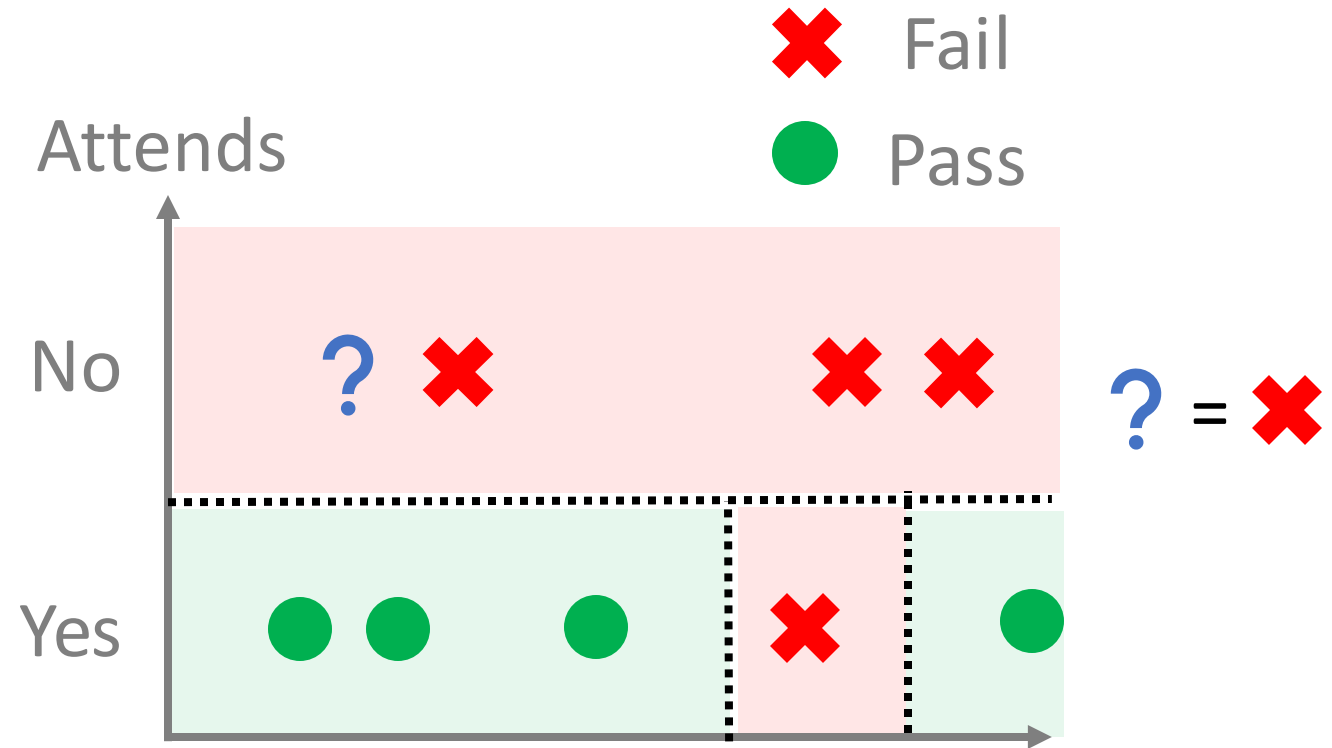 Fail
Pass
Attends
No
? 
? =
Yes